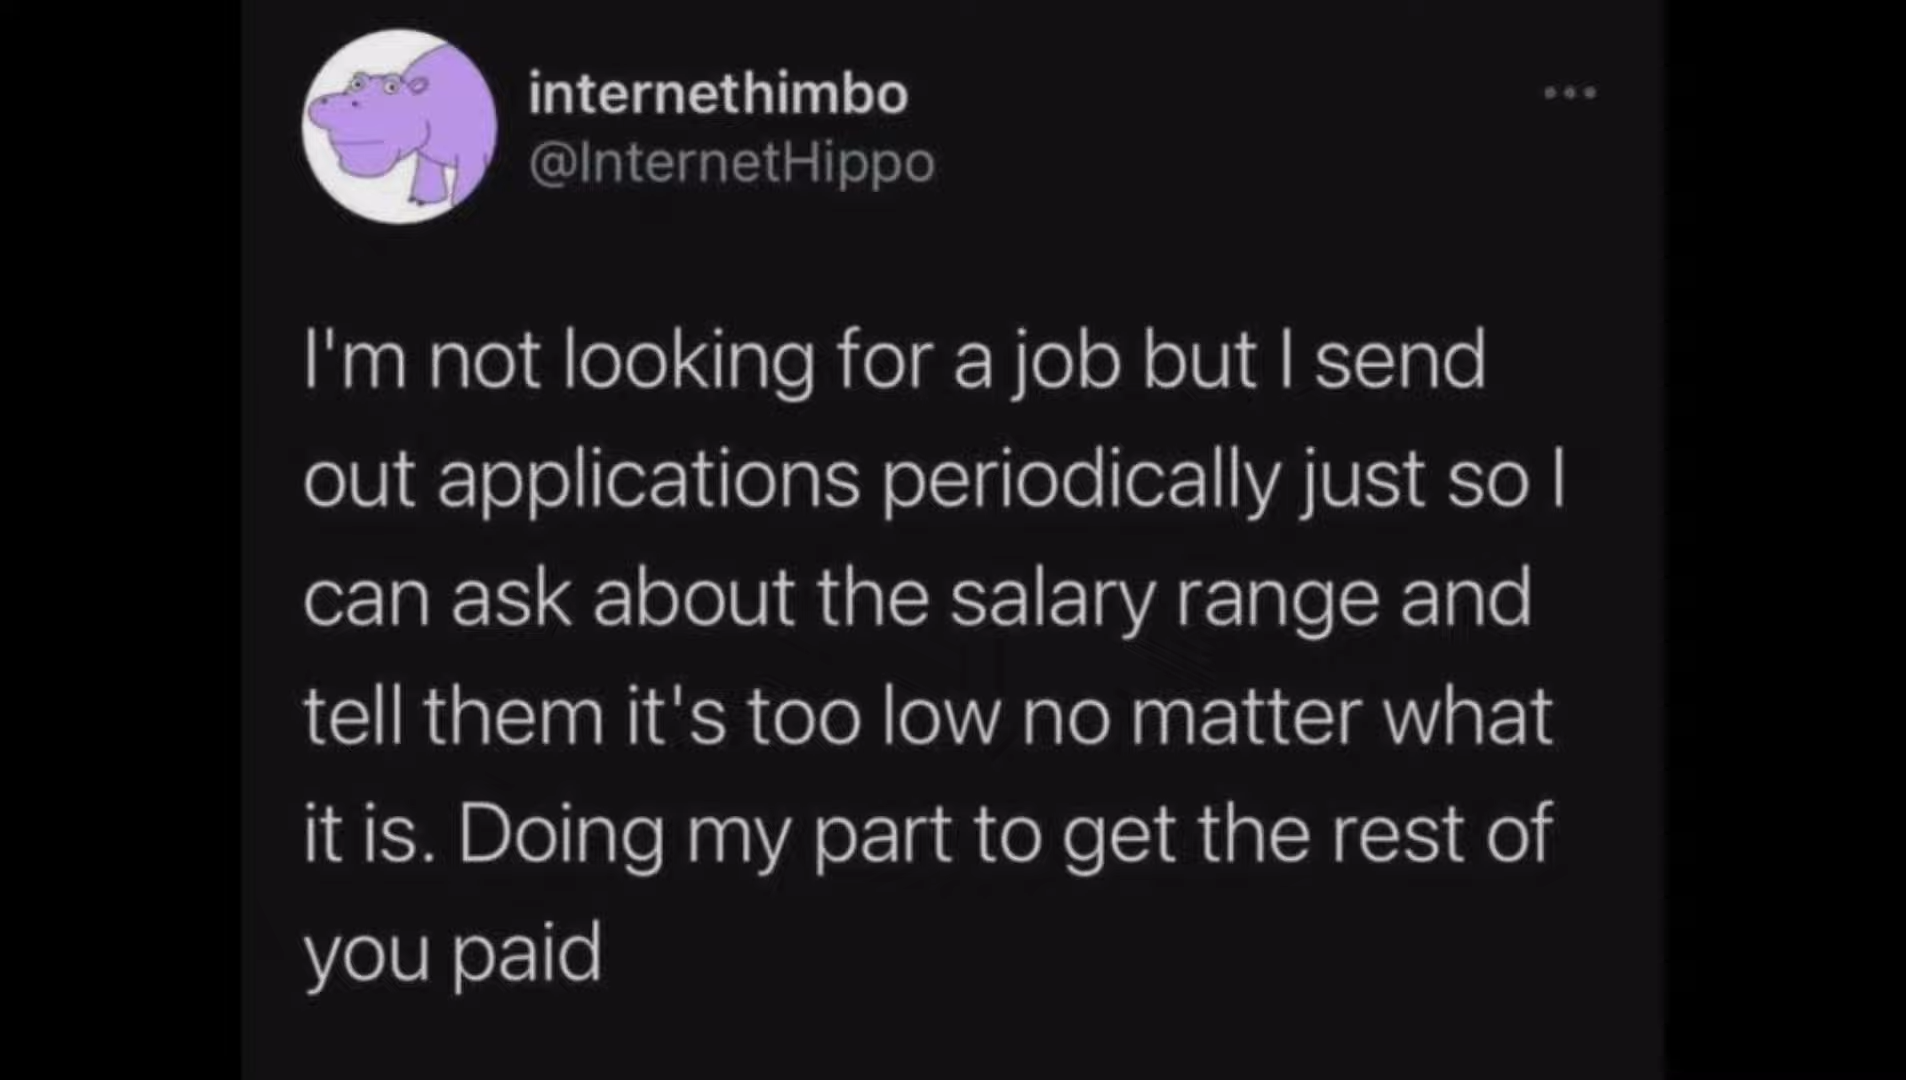 internethimbo
@InternetHippo
I'm not looking for a job but I send
out applications periodically just so I
can ask about the salary range and
tell them it's too low no matter what
it is. Doing my part to get the rest of
you paid